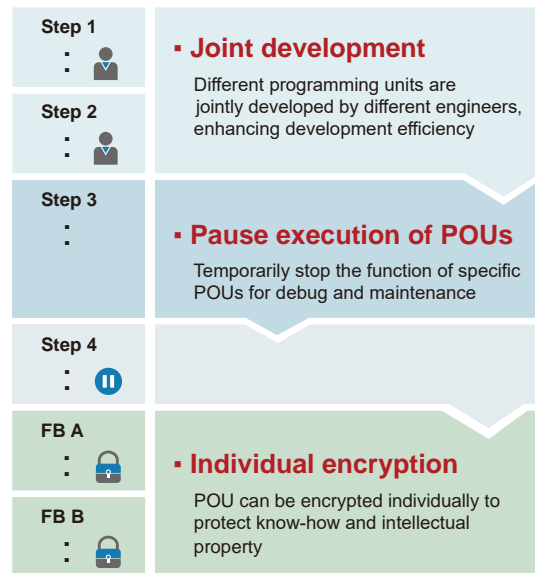 Step 1
:
▪ Joint development
Different programming units are
jointly developed by different engineers,
enhancing development efficiency
Step 2
:
Step 3
:
▪ Pause execution of POUs
Temporarily stop the function of specific
POUs for debug and maintenance
Step 4
:
FB A
:
▪ Individual encryption
POU can be encrypted individually to
protect know-how and intellectual
property
FB B
: